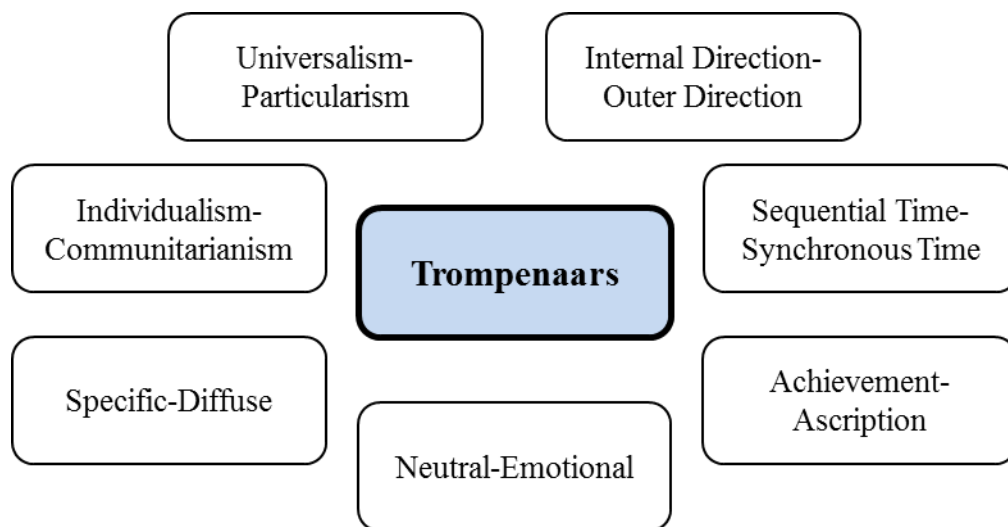 Universalism-
Particularism
Internal Direction-
Outer Direction
Individualism-
Communitarianism
Trompenaars
Sequential Time-
Synchronous Time
Specific-Diffuse
Neutral-Emotional
Achievement-
Ascription